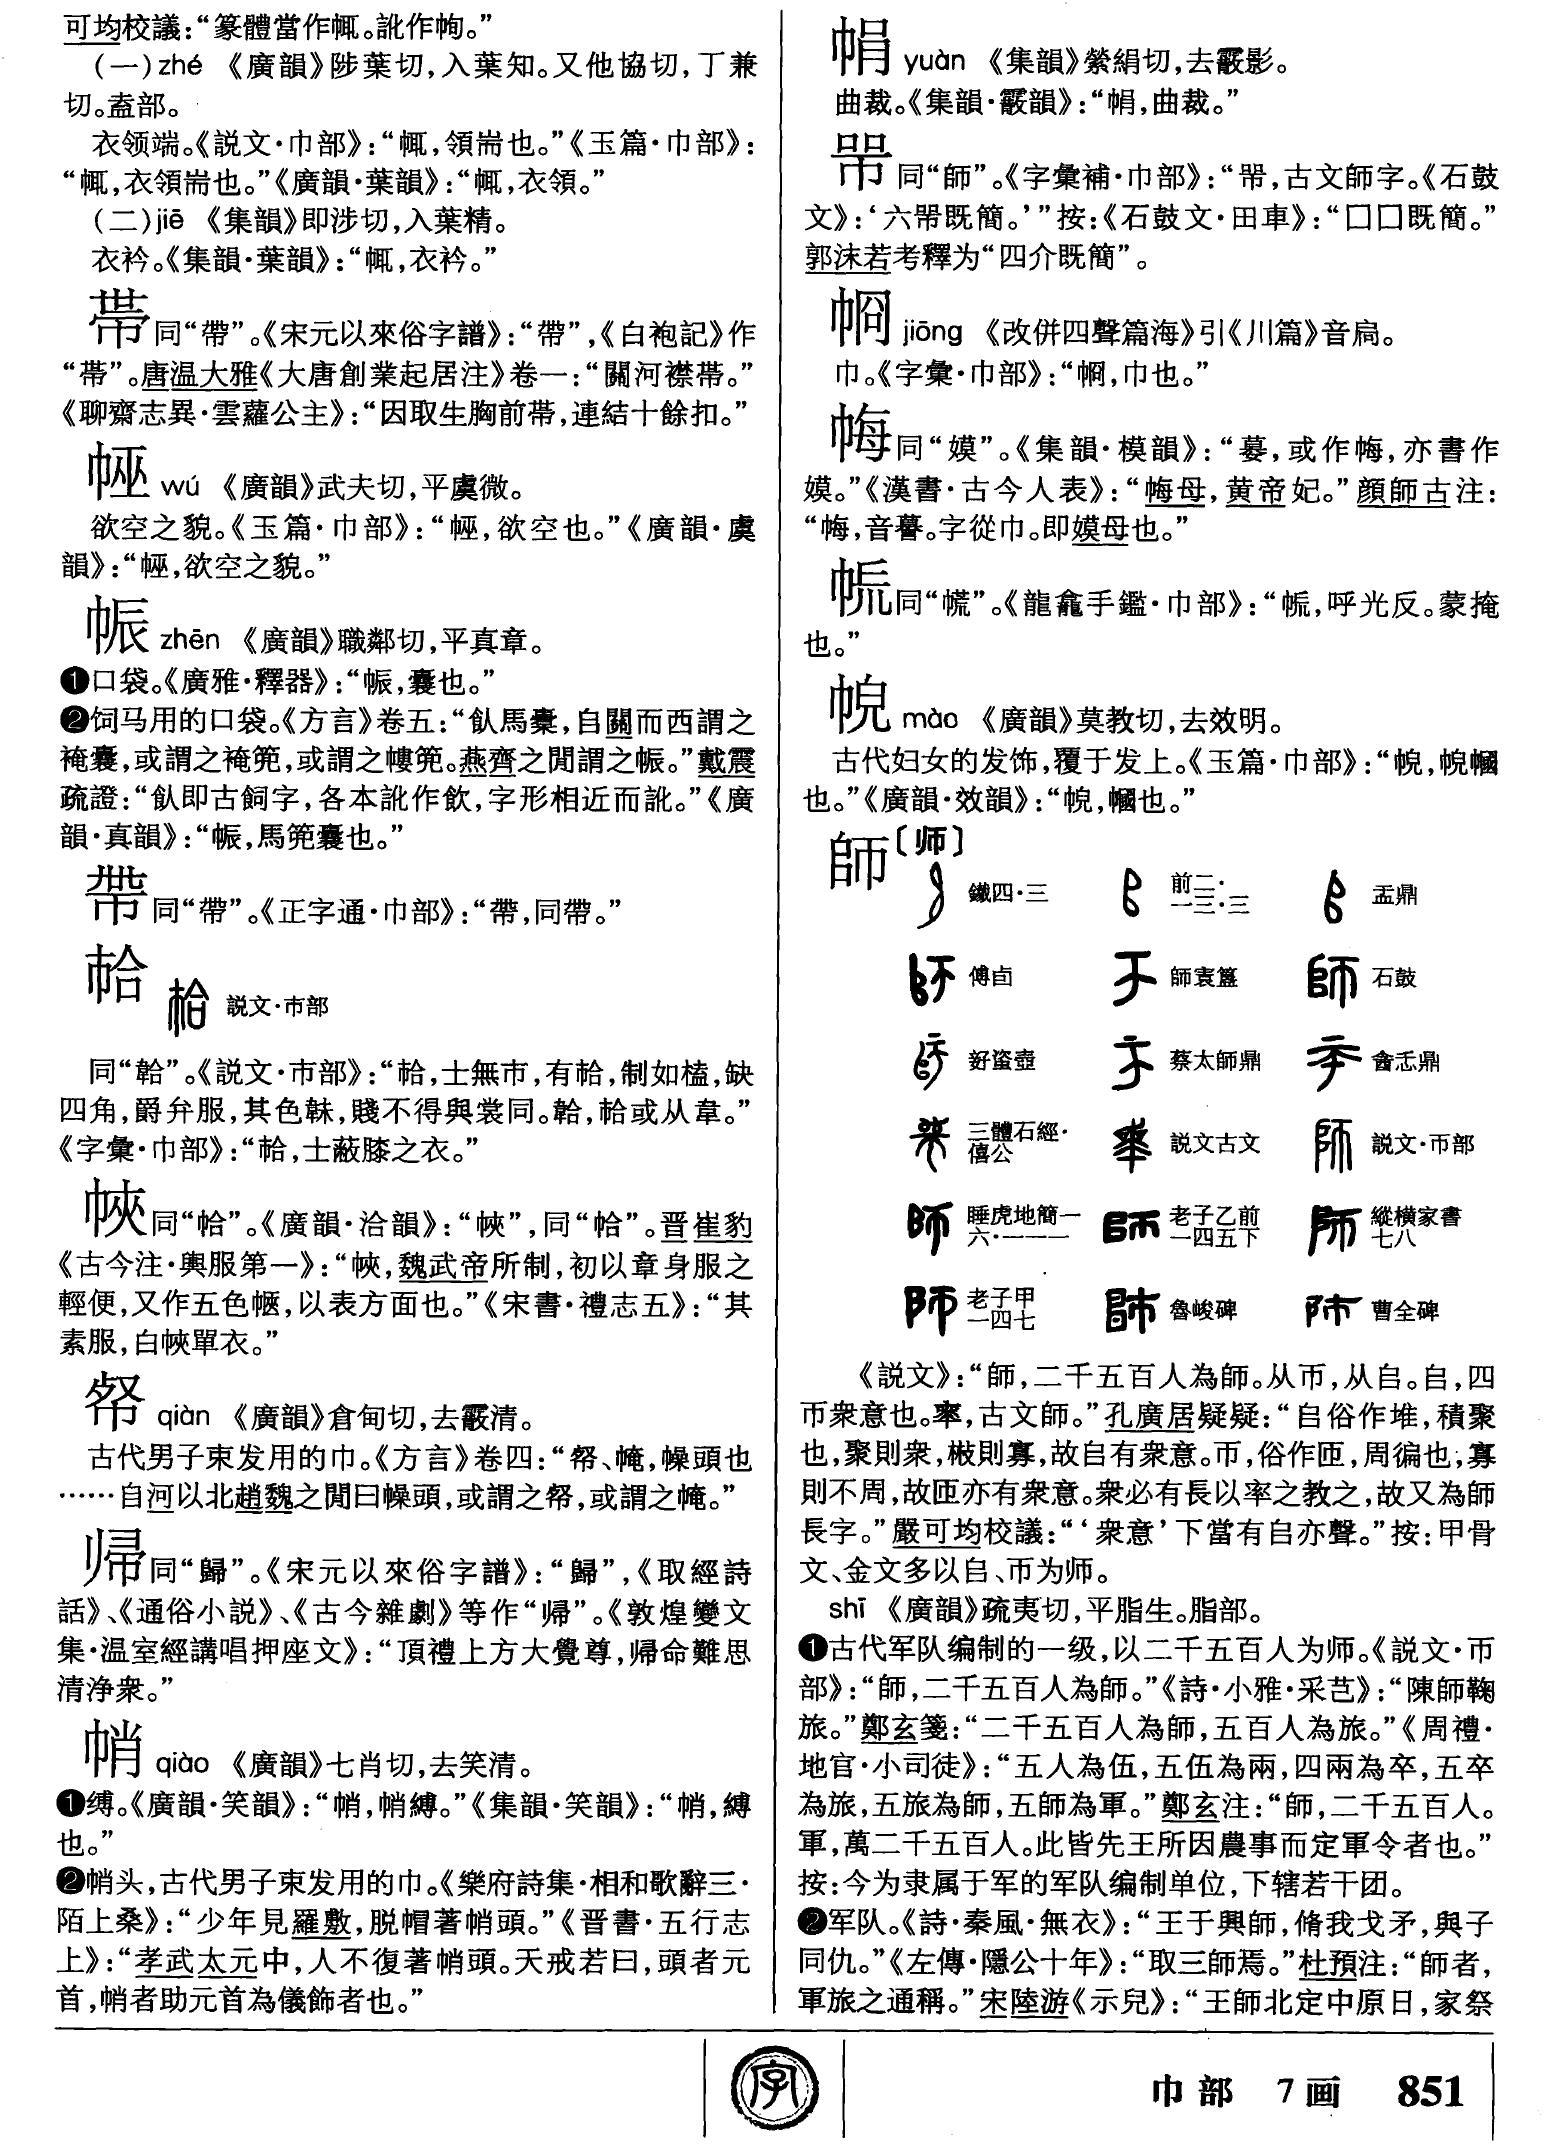 可均校議：“篆體當作㡇。訛作㡒。”
(一)zhé 《廣韻》陟葉切，入葉知。又他協切，丁兼
切。盍部。
衣领端。《説文·巾部》：“㡇，領耑也。”《玉篇·巾部》：
“㡇，衣領耑也。”《廣韻·葉韻》：“㡇，衣領。”
(二)jiē 《集韻》即涉切，入葉精。
衣衿。《集韻·葉韻》：“㡇，衣衿。”
帯 同“帶”。《宋元以來俗字譜》：“帶”，《白袍記》作
“帯”。唐温大雅《大唐創業起居注》卷一：“關河襟帯。”
《聊齋志異·雲蘿公主》：“因取生胸前帯，連結十餘扣。”
wú 《廣韻》武夫切，平虞微。
欲空之貌。《玉篇·巾部》：“，欲空也。”《廣韻·虞
韻》：“，欲空之貌。”
帪 zhēn 《廣韻》職鄰切，平真章。
❶口袋。《廣雅·釋器》：“帪，囊也。”
❷饲马用的口袋。《方言》卷五：“飤馬橐，自關而西謂之
裺囊，或謂之裺篼，或謂之㡞篼。燕齊之閒謂之帪。”戴震
疏證：“飤即古飼字，各本訛作飲，字形相近而訛。”《廣
韻·真韻》：“帪，馬篼囊也。”
同“帶”。《正字通·巾部》：“，同帶。”
㡀 説文·巿部
同“韐”。《説文·巿部》：“，士無巿，有，制如榼，缺
四角，爵弁服，其色韎，賤不得與裳同。韐，或从韋。”
《字彙·巾部》：“，士蔽膝之衣。”
㡌 同“帢”。《廣韻·洽韻》：“”，同“帢”。晋崔豹
《古今注·輿服第一》：“，魏武帝所制，初以章身服之
輕便，又作五色，以表方面也。”《宋書·禮志五》：“其
素服，白單衣。”
帤 qiàn 《廣韻》倉甸切，去霰清。
古代男子束发用的巾。《方言》卷四：“、㡋，幧頭也
……自河以北趙魏之閒曰幧頭，或謂之，或謂之㡋。”
帰 同“歸”。《宋元以來俗字譜》：“歸”，《取經詩
話》、《通俗小説》、《古今雜劇》等作“帰”。《敦煌變文
集·温室經講唱押座文》：“頂禮上方大覺尊，帰命難思
清净衆。”
帩 qiào 《廣韻》七肖切，去笑清。
❶缚。《廣韻·笑韻》：“帩，帩縛。”《集韻·笑韻》：“帩，縛
也。”
❷帩头，古代男子束发用的巾。《樂府詩集·相和歌辭三·
陌上桑》：“少年見羅敷，脱帽著帩頭。”《晋書·五行志
上》：“孝武太元中，人不復著帩頭。天戒若曰，頭者元
首，帩者助元首為儀飾者也。”
帣 yuàn 《集韻》縈絹切，去霰影。
曲裁。《集韻·霰韻》：“，曲裁。”
同“師”。《字彙補·巾部》：“，古文師字。《石鼓
文》：‘六既簡。’”按：《石鼓文·田車》：“囗囗既簡。”
郭沫若考釋为“四介既簡”。
jiōng 《改併四聲篇海》引《川篇》音扃。
巾。《字彙·巾部》：“，巾也。”
同“嫫”。《集韻·模韻》：“㜈，或作，亦書作
嫫。”《漢書·古今人表》：“母，黄帝妃。”顔師古注：
“，音謩。字從巾。即嫫母也。”
同“㡛”。《龍龕手鑑·巾部》：“，呼光反。蒙掩
也。”
mào 《廣韻》莫教切，去效明。
古代妇女的发饰，覆于发上。《玉篇·巾部》：“，幗
也。”《廣韻·效韻》：“，幗也。”
師〔师〕
鐵四·三 前二·一三·三 盂鼎
傅卣 師袁簋 石鼓
𧊒壺 蔡太師鼎 鼎
三體石經·僖公 説文古文 説文·帀部
睡虎地簡一六·一一一 老子乙前一四五下 縱横家書七八
老子甲一四七 魯峻碑 曹全碑
《説文》：“師，二千五百人為師。从帀，从𠂤。𠂤，四
帀衆意也。，古文師。”孔廣居疑疑：“𠂤俗作堆，積聚
也，聚則衆，㪔則寡，故𠂤有衆意。帀，俗作匝，周徧也，寡
則不周，故匝亦有衆意。衆必有長以率之教之，故又為師
長字。”嚴可均校議：“‘衆意’下當有𠂤亦聲。”按：甲骨
文、金文多以𠂤、帀为师。
shī 《廣韻》疏夷切，平脂生。脂部。
❶古代军队编制的一级，以二千五百人为师。《説文·帀
部》：“師，二千五百人為師。”《詩·小雅·采芑》：“陳師鞠
旅。”鄭玄箋：“二千五百人為師，五百人為旅。”《周禮·
地官·小司徒》：“五人為伍，五伍為兩，四兩為卒，五卒
為旅，五旅為師，五師為軍。”鄭玄注：“師，二千五百人。
軍，萬二千五百人。此皆先王所因農事而定軍令者也。”
按：今为隶属于军的军队编制单位，下辖若干团。
❷军队。《詩·秦風·無衣》：“王于興師，脩我戈矛，與子
同仇。”《左傳·隱公十年》：“取三師焉。”杜預注：“師者，
軍旅之通稱。”宋陸游《示兒》：“王師北定中原日，家祭
字
巾部 7画 851